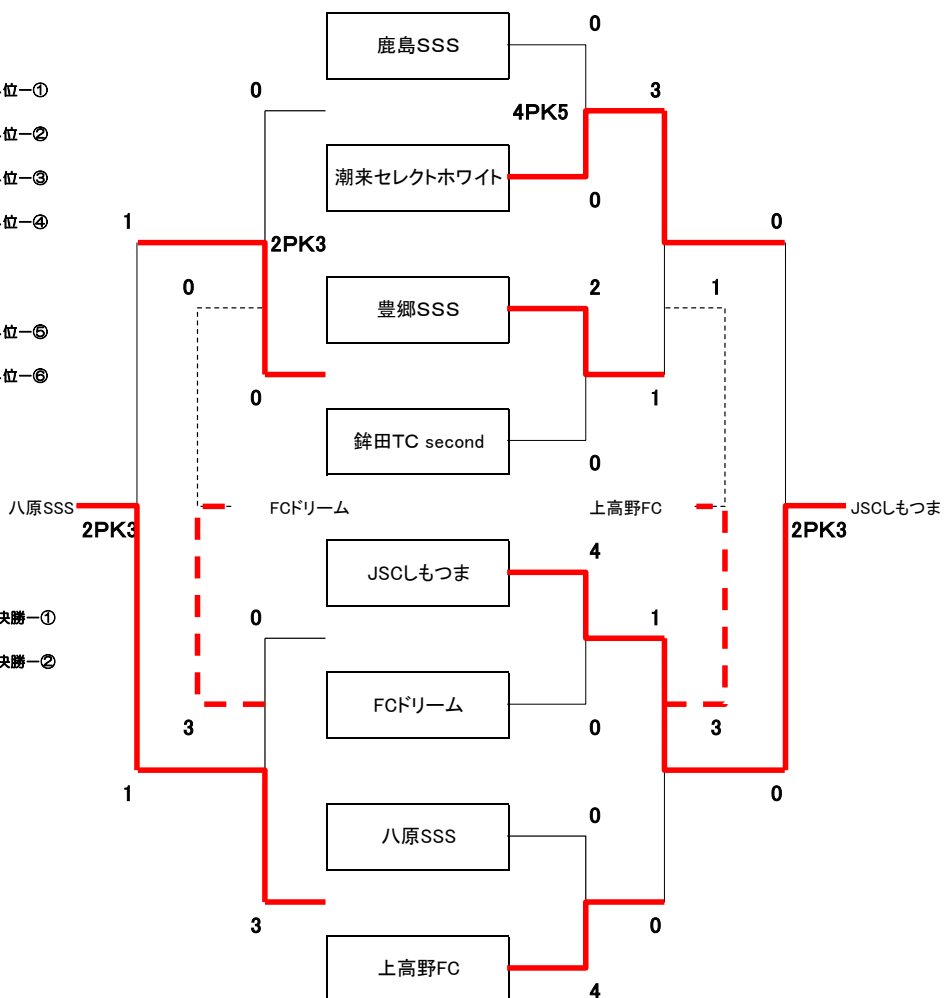 0
鹿島SSS
位ー①
0
3
4PK5
位ー②
潮来セレクトホワイト
位ー③
0
位ー④
1
0
2PK3
0
2
1
豊郷SSS
位ー⑤
位ー⑥
0
1
鉾田TC second
0
八原SSS
FCドリーム
上高野FC
JSCしもつま
2PK3
2PK3
4
JSCしもつま
決勝ー①
0
1
決勝ー②
FCドリーム
3
0
3
1
0
0
八原SSS
3
0
上高野FC
4